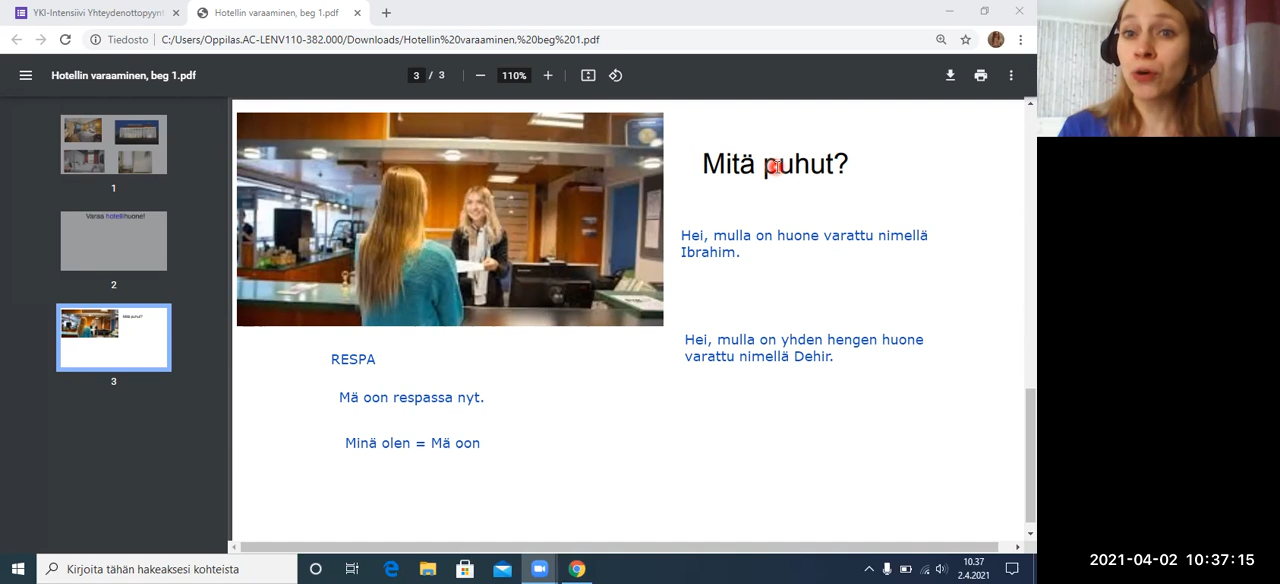 YKI-Intensiivi Yhteydenottopyynt
Hotellin varaaminen, beg 1.pdf
Tiedosto
C:/Users/Oppilas.AC-LENV110-382.000/Downloads/Hotellin%20varaaminen,%20beg%201.pdf
Hotellin varaaminen, beg 1.pdf
3 / 3
110%
1
Varaa hotellihuone!
2
Mitä puhut?
3
Mitä puhut?
Hei, mulla on huone varattu nimellä
Ibrahim.
Hei, mulla on yhden hengen huone
varattu nimellä Dehir.
RESPA
Mä oon respassa nyt.
Minä olen = Mä oon
Kirjoita tähän hakeaksesi kohteista
10.37
2.4.2021
2021-04-02 10:37:15